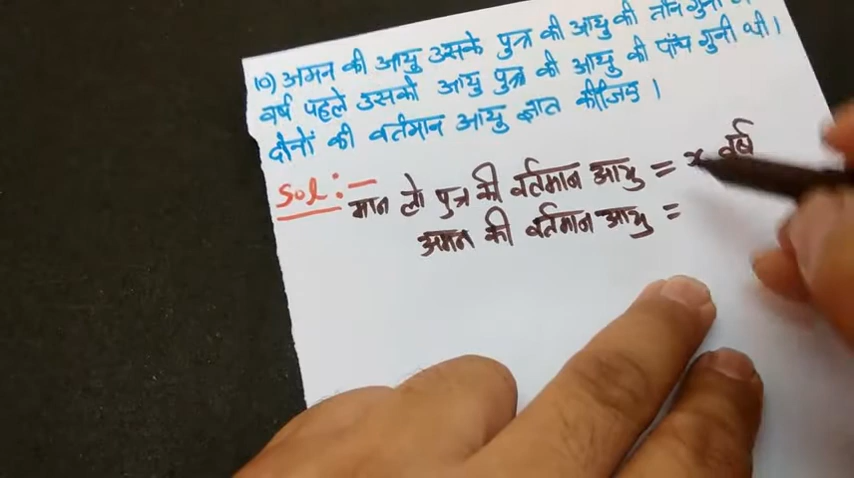 10) अमन की आयु उसके पुत्र की आयु की तीन गुनी
वर्ष पहले उसकी आयु पुत्र की आयु की पाँच गुनी थी।
दोनों की वर्तमान आयु ज्ञात कीजिए।
Sol:- मान लो पुत्र की वर्तमान आयु = x वर्ष
अमन की वर्तमान आयु =